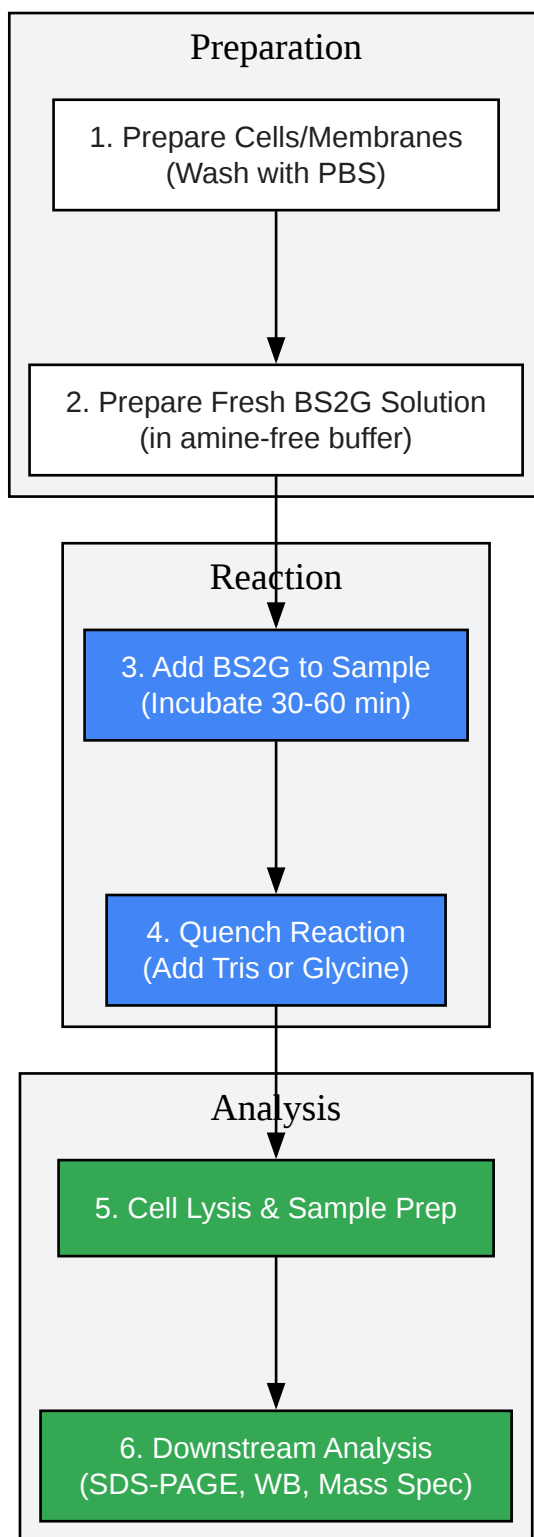 Preparation
1. Prepare Cells/Membranes
(Wash with PBS)
2. Prepare Fresh BS2G Solution
(in amine-free buffer)
Reaction
3. Add BS2G to Sample
(Incubate 30-60 min)
4. Quench Reaction
(Add Tris or Glycine)
Analysis
5. Cell Lysis & Sample Prep
6. Downstream Analysis
(SDS-PAGE, WB, Mass Spec)